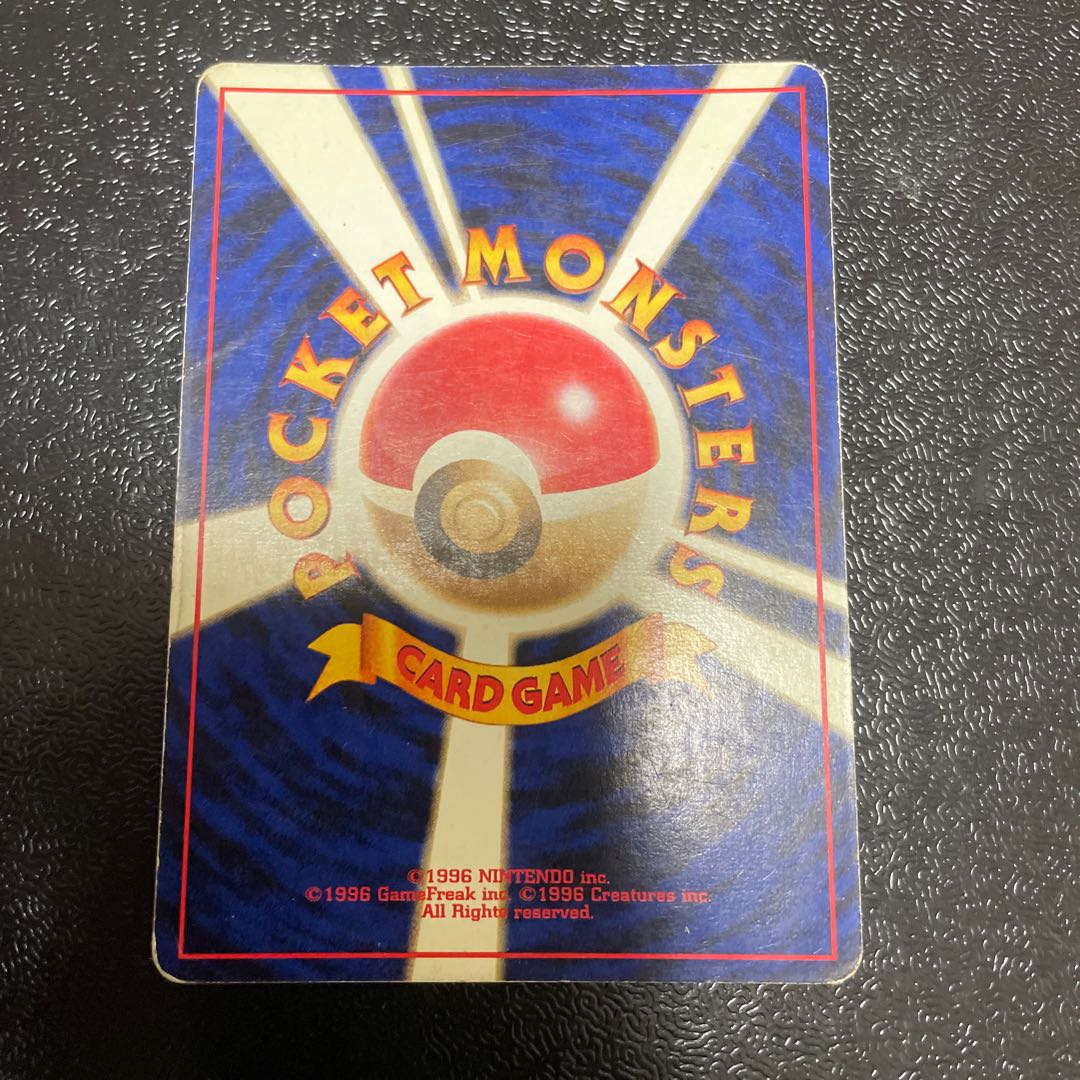 POCKET MONSTERS
CARD GAME
©1996 NINTENDO inc.
©1996 GameFreak inc. ©1996 Creatures inc.
All Rights reserved.